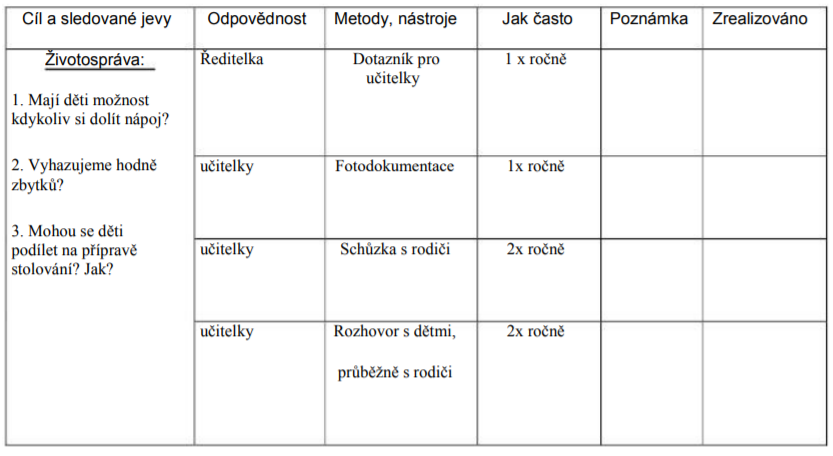 Cíl a sledované jevy Odpovědnost Metody, nástroje Jak často Poznámka Zrealizováno
Životospráva:
1. Mají děti možnost
kdykoliv si dolít nápoj?
2. Vyhazujeme hodně
zbytků?
3. Mohou se děti
podílet na přípravě
stolování? Jak?
Ředitelka
Dotazník pro
učitelky
1 x ročně
učitelky
Fotodokumentace
1x ročně
učitelky
Schůzka s rodiči
2x ročně
učitelky
Rozhovor s dětmi,
průběžně s rodiči
2x ročně